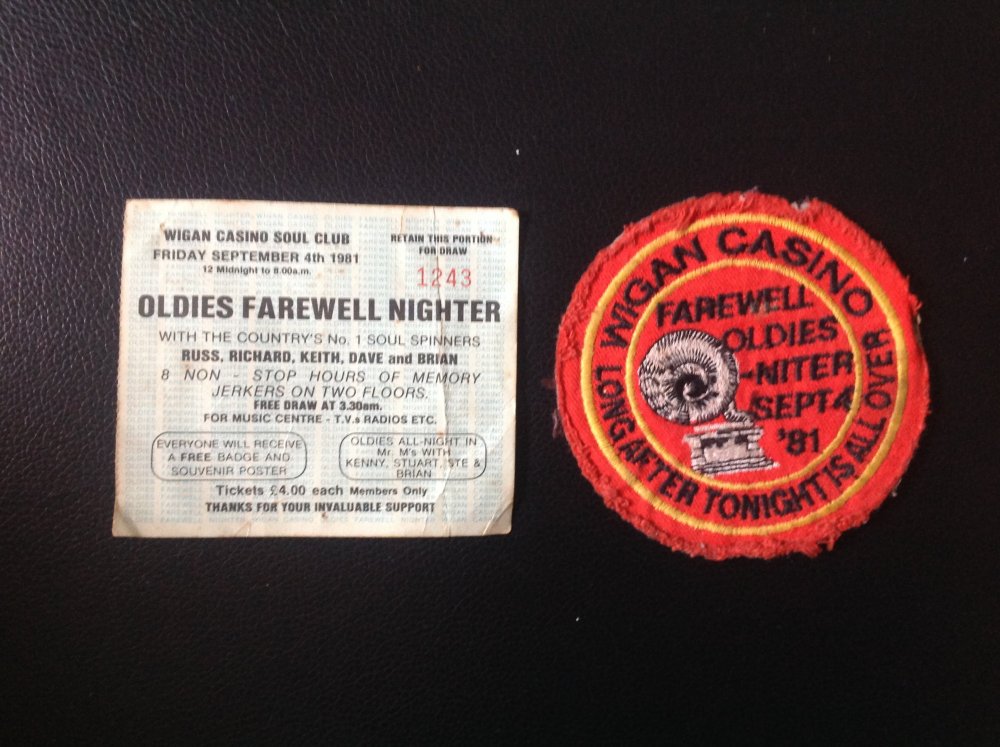 WIGAN CASINO SOUL CLUB
FRIDAY SEPTEMBER 4th 1981
12 Midnight to 8.00a.m.
RETAIN THIS PORTION
FOR DRAW
1243
OLDIES FAREWELL NIGHTER
WITH THE COUNTRY'S No. 1 SOUL SPINNERS
RUSS, RICHARD, KEITH, DAVE and BRIAN
8 NON - STOP HOURS OF MEMORY
JERKERS ON TWO FLOORS.
FREE DRAW AT 3.30am.
FOR MUSIC CENTRE - T.V.s RADIOS ETC.
EVERYONE WILL RECEIVE
A FREE BADGE AND
SOUVENIR POSTER
OLDIES ALL-NIGHT IN
Mr. M's WITH
KENNY, STUART, STE &
BRIAN
Tickets £4.00 each Members Only
THANKS FOR YOUR INVALUABLE SUPPORT
WIGAN CASINO
FAREWELL
OLDIES
-NITER
SEPT 4
'81
LONG AFTER TONIGHT IS ALL OVER